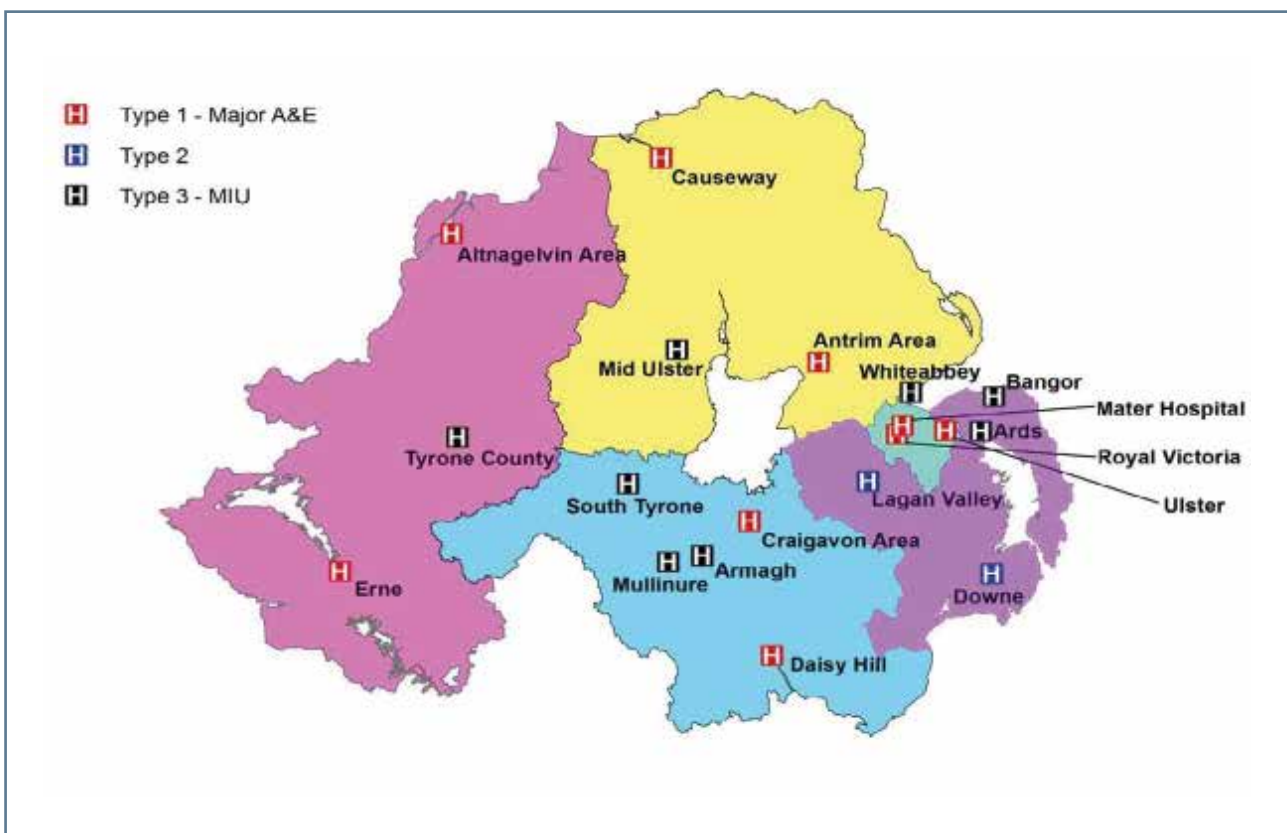 H Type 1 - Major A&E
H Type 2
H Type 3 - MIU
H
Causeway
H
Altnagelvin Area
H
Mid Ulster
Antrim Area
H
Whiteabbey
H
Bangor
H
Mater Hospital
H
H
Ards
H
Royal Victoria
H
Ulster
H
Tyrone County
H
South Tyrone
H
Lagan Valley
H
H
Craigavon Area
H
Armagh
H
Mullinure
H
Erne
H
Downe
H
Daisy Hill
H